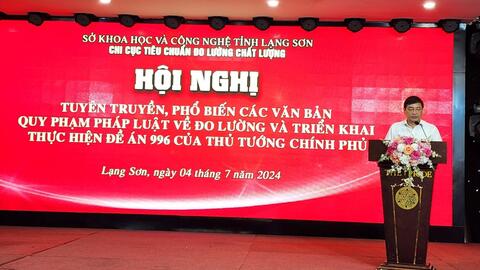 SỞ KHOA HỌC VÀ CÔNG NGHỆ TỈNH LẠNG SƠN
CHI CỤC TIÊU CHUẨN ĐO LƯỜNG CHẤT LƯỢNG
HỘI NGHỊ
TUYÊN TRUYỀN, PHỔ BIẾN CÁC VĂN BẢN
QUY PHẠM PHÁP LUẬT VỀ ĐO LƯỜNG VÀ TRIỂN KHAI
THỰC HIỆN ĐỀ ÁN 996 CỦA THỦ TƯỚNG CHÍNH PHỦ
Lạng Sơn, ngày 04 tháng 7 năm 2024